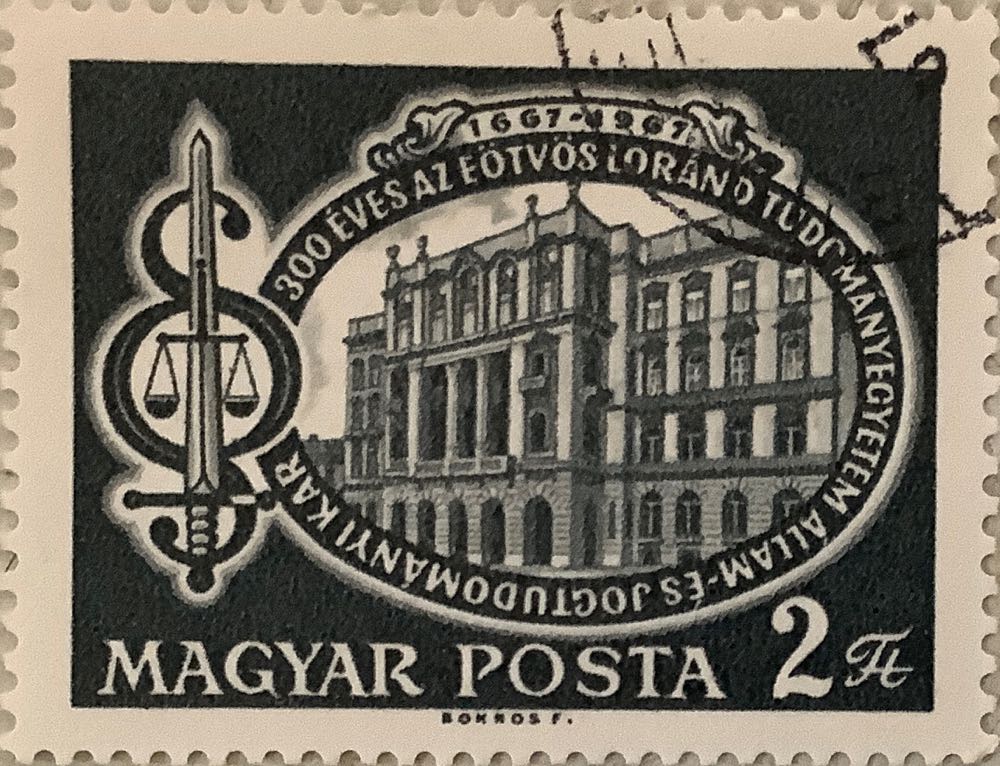 1667-1967
300 ÉVES AZ EÖTVÖS LORÁND TUDOMÁNYEGYETEM ÁLLAM-ÉS JOGTUDOMÁNYI KAR
MAGYAR POSTA 2 Ft
BOKROS F.